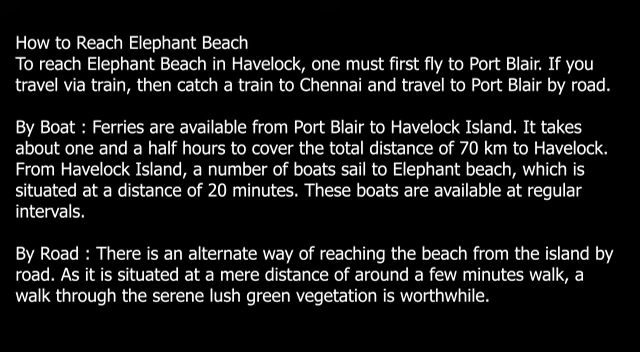 How to Reach Elephant Beach
To reach Elephant Beach in Havelock, one must first fly to Port Blair. If you
travel via train, then catch a train to Chennai and travel to Port Blair by road.
By Boat : Ferries are available from Port Blair to Havelock Island. It takes
about one and a half hours to cover the total distance of 70 km to Havelock.
From Havelock Island, a number of boats sail to Elephant beach, which is
situated at a distance of 20 minutes. These boats are available at regular
intervals.
By Road : There is an alternate way of reaching the beach from the island by
road. As it is situated at a mere distance of around a few minutes walk, a
walk through the serene lush green vegetation is worthwhile.